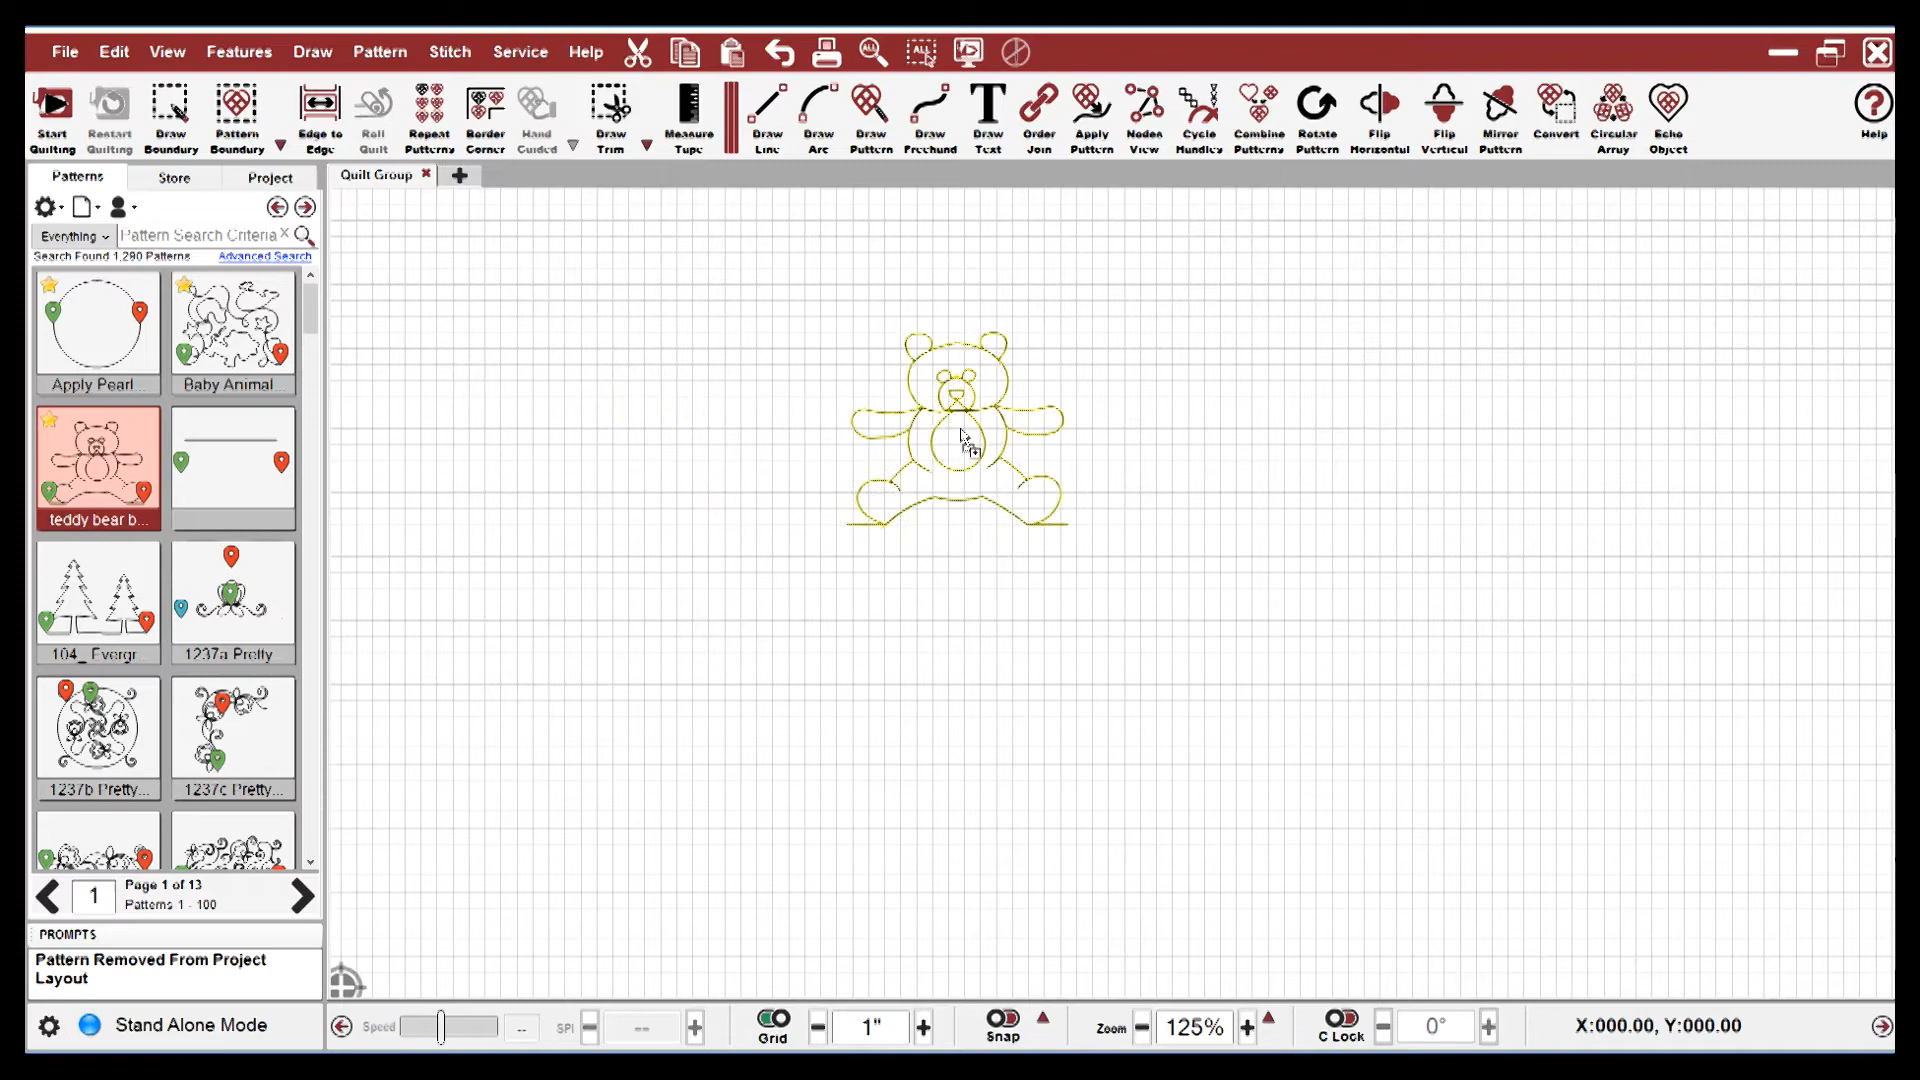 File Edit View Features Draw Pattern Stitch Service Help
ALL ALL
Start Quilting
Restart Quilting
Draw Boundary
Pattern Boundary
Edge to Edge
Roll Quilt
Repeat Patterns
Border Corner
Hand Guided
Draw Trim
Measure Tape
Draw Line
Draw Arc
Draw Pattern
Draw Freehand
Draw Text
Order Join
Apply Pattern
Nodes View
Cycle Handles
Combine Patterns
Rotate Pattern
Flip Horizontal
Flip Vertical
Mirror Pattern
Convert
Circular Array
Echo Object
Help
Patterns Store Project
Quilt Group
Everything Pattern Search Criteria
Search Found 1,290 Patterns Advanced Search
Apply Pearl... Baby Animal...
teddy bear b...
104_ Evergr... 1237a Pretty
1237b Pretty... 1237c Pretty...
1 Page 1 of 13
Patterns 1 - 100
PROMPTS
Pattern Removed From Project
Layout
Stand Alone Mode
Speed -- SPI --
Grid 1"
Snap
Zoom 125%
C Lock 0°
X:000.00, Y:000.00